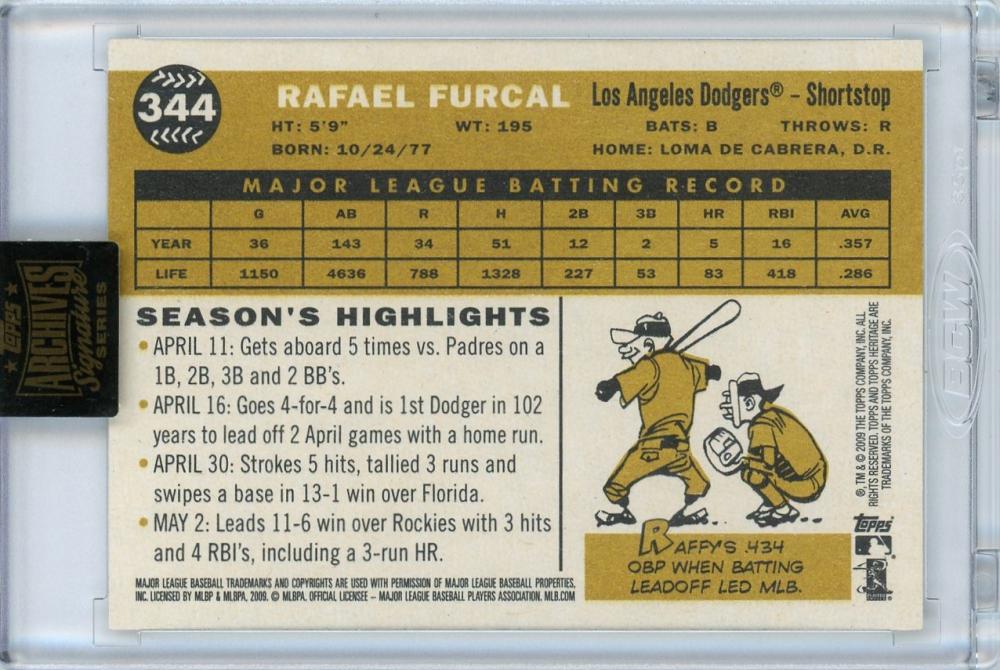 344
RAFAEL FURCAL
Los Angeles Dodgers® – Shortstop
HT: 5'9" WT: 195 BATS: B THROWS: R
BORN: 10/24/77 HOME: LOMA DE CABRERA, D.R.
MAJOR LEAGUE BATTING RECORD
G AB R H 2B 3B HR RBI AVG
YEAR 36 143 34 51 12 2 5 16 .357
LIFE 1150 4636 788 1328 227 53 83 418 .286
SEASON'S HIGHLIGHTS
• APRIL 11: Gets aboard 5 times vs. Padres on a
1B, 2B, 3B and 2 BB's.
• APRIL 16: Goes 4-for-4 and is 1st Dodger in 102
years to lead off 2 April games with a home run.
• APRIL 30: Strokes 5 hits, tallied 3 runs and
swipes a base in 13-1 win over Florida.
• MAY 2: Leads 11-6 win over Rockies with 3 hits
and 4 RBI's, including a 3-run HR.
MAJOR LEAGUE BASEBALL TRADEMARKS AND COPYRIGHTS ARE USED WITH PERMISSION OF MAJOR LEAGUE BASEBALL PROPERTIES,
INC. LICENSED BY MLBP & MLBPA, 2009. © MLBPA. OFFICIAL LICENSEE – MAJOR LEAGUE BASEBALL PLAYERS ASSOCIATION. MLB.COM
RAFFY'S .434
OBP WHEN BATTING
LEADOFF LED MLB.
®, TM & © 2009 THE TOPPS COMPANY, INC. ALL
RIGHTS RESERVED. TOPPS AND TOPPS HERITAGE ARE
TRADEMARKS OF THE TOPPS COMPANY, INC.
Topps
★ TOPPS ★
ARCHIVES
Signature
SERIES
BCW